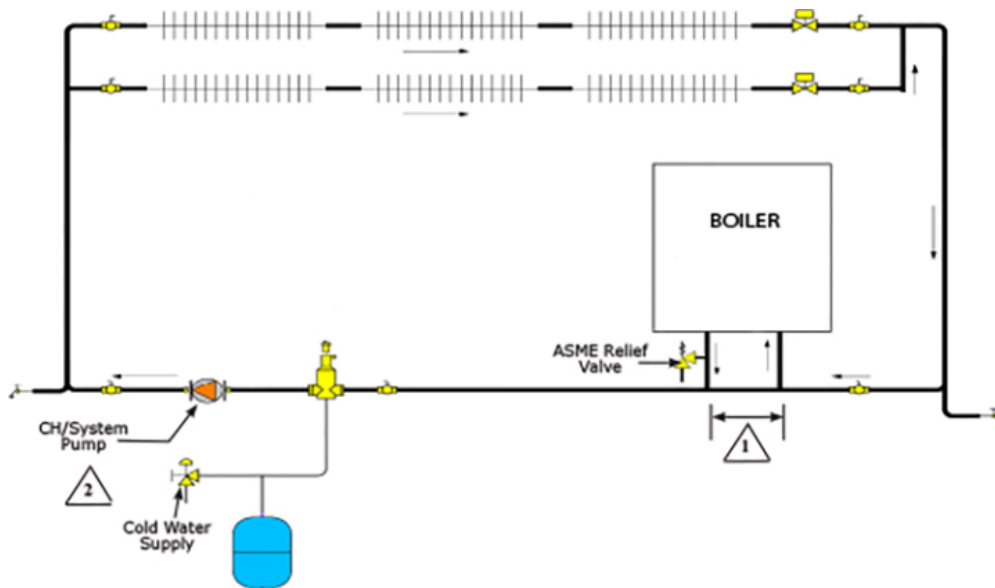 BOILER
ASME Relief
Valve
1
CH/System
Pump
2
Cold Water
Supply